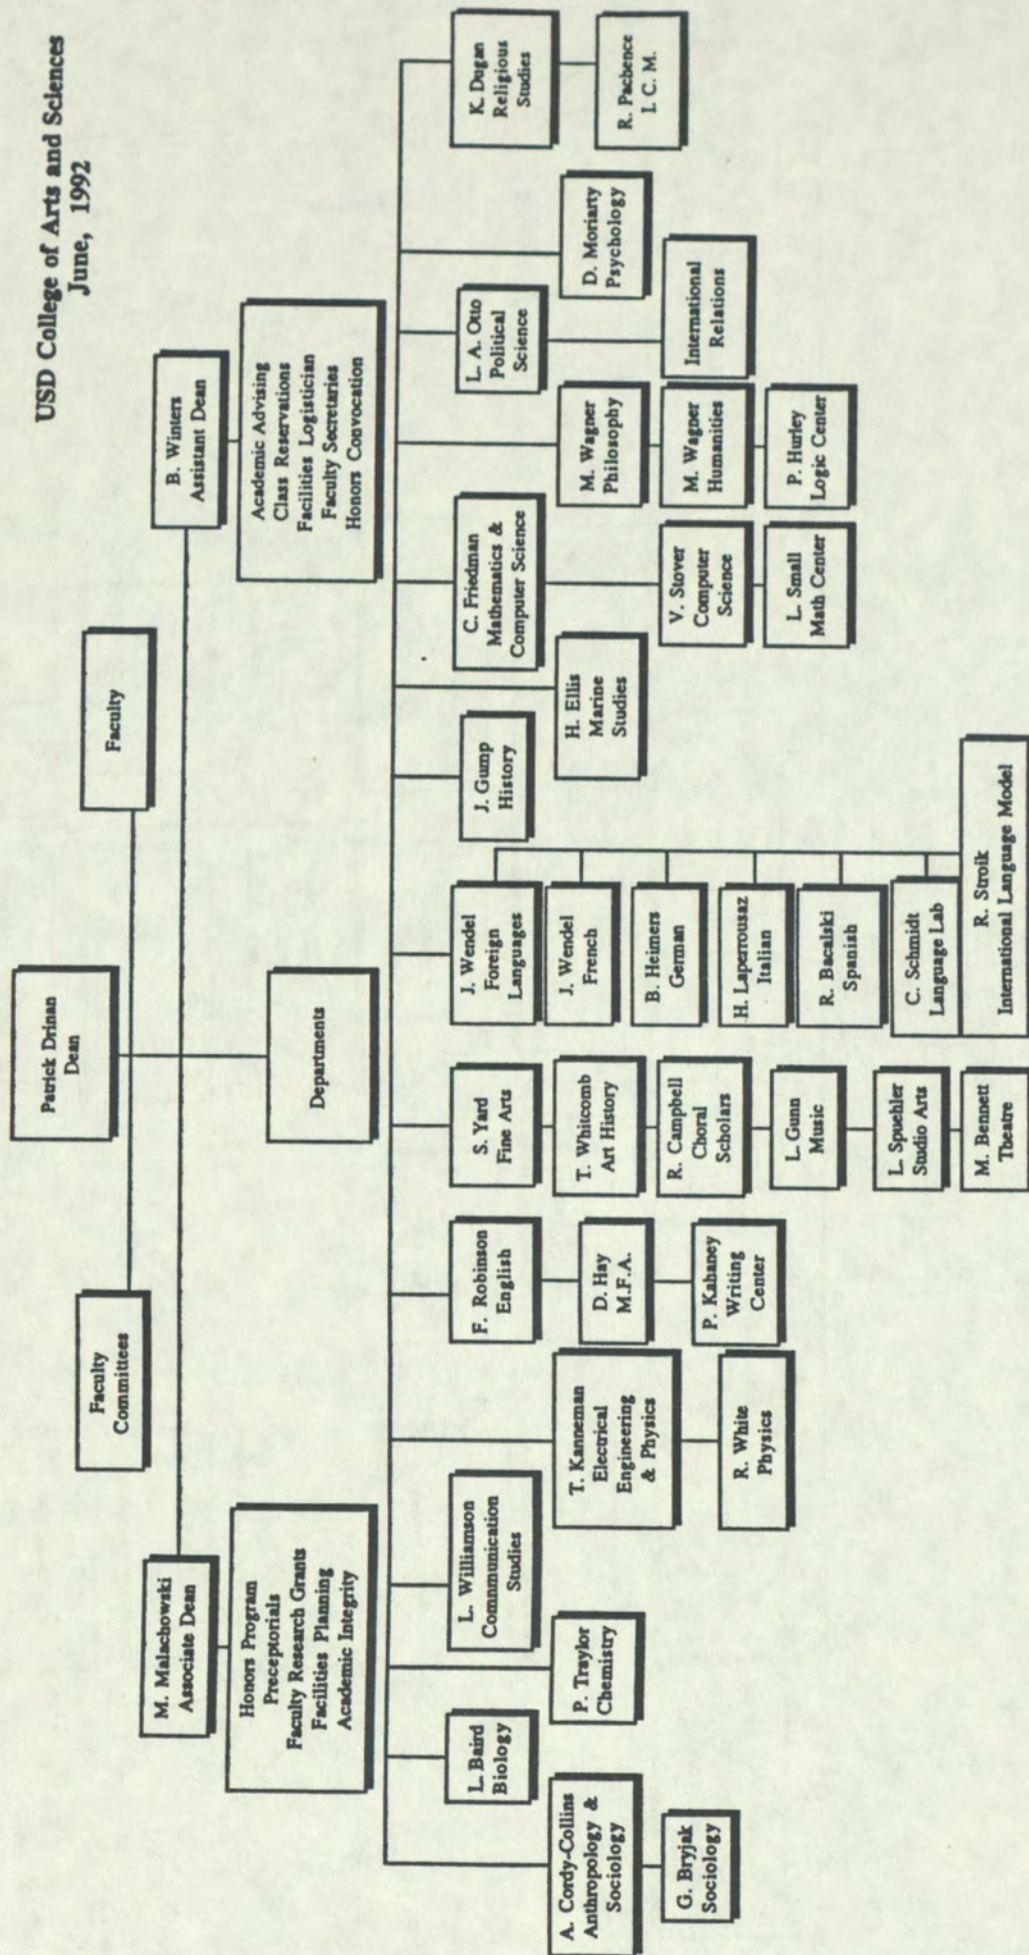 USD College of Arts and Sciences
June, 1992
Patrick Drinan
Dean
Faculty
Committees
Faculty
M. Malachowski
Associate Dean
B. Winters
Assistant Dean
Honors Program
Preceptorials
Faculty Research Grants
Facilities Planning
Academic Integrity
Departments
Academic Advising
Class Reservations
Facilities Logistician
Faculty Secretaries
Honors Convocation
A. Cordy-Collins
Anthropology &
Sociology
G. Bryjak
Sociology
L. Baird
Biology
P. Traylor
Chemistry
L. Williamson
Commmunication
Studies
T. Kanneman
Electrical
Engineering
& Physics
R. White
Physics
F. Robinson
English
D. Hay
M.F.A.
P. Kahaney
Writing
Center
S. Yard
Fine Arts
T. Whitcomb
Art History
R. Campbell
Choral
Scholars
L. Gunn
Music
L. Spuehler
Studio Arts
M. Bennett
Theatre
J. Wendel
Foreign
Languages
J. Wendel
French
B. Heimers
German
H. Laperrousaz
Italian
R. Bacalski
Spanish
C. Schmidt
Language Lab
R. Stroik
International Language Model
J. Gump
History
H. Ellis
Marine
Studies
C. Friedman
Mathematics &
Computer Science
V. Stover
Computer
Science
L. Small
Math Center
M. Wagner
Philosophy
M. Wagner
Humanities
P. Hurley
Logic Center
L. A. Otto
Political
Science
International
Relations
D. Moriarty
Psychology
K. Dugan
Religious
Studies
R. Pachence
I. C. M.